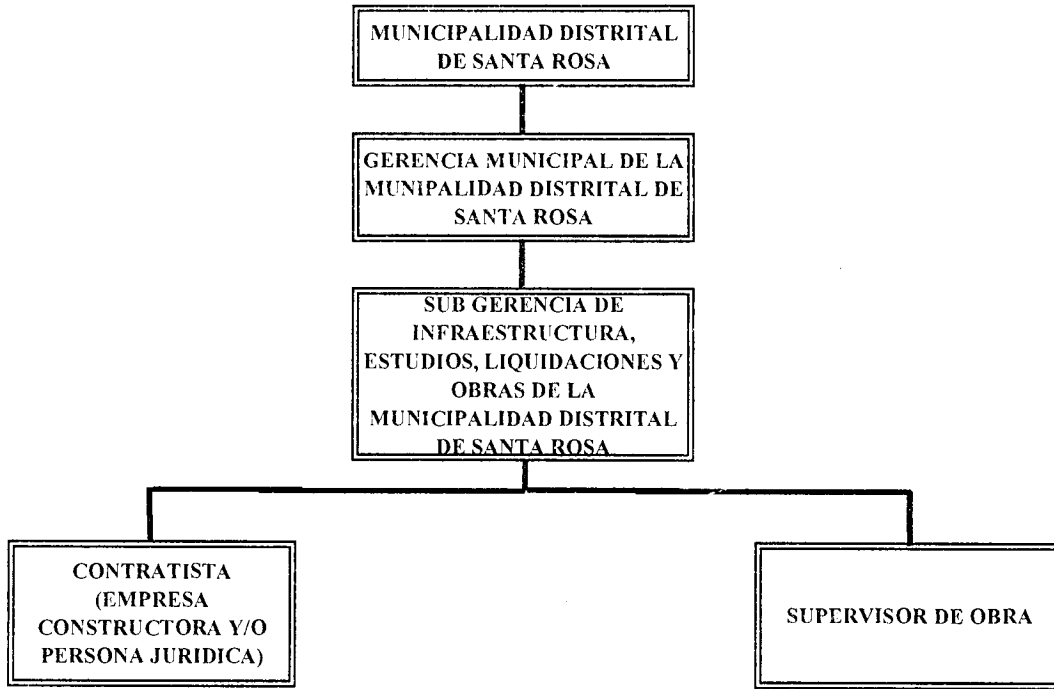 MUNICIPALIDAD DISTRITAL
DE SANTA ROSA
GERENCIA MUNICIPAL DE LA
MUNIPALIDAD DISTRITAL DE
SANTA ROSA
SUB GERENCIA DE
INFRAESTRUCTURA,
ESTUDIOS, LIQUIDACIONES Y
OBRAS DE LA
MUNICIPALIDAD DISTRITAL
DE SANTA ROSA
CONTRATISTA
(EMPRESA
CONSTRUCTORA Y/O
PERSONA JURIDICA)
SUPERVISOR DE OBRA